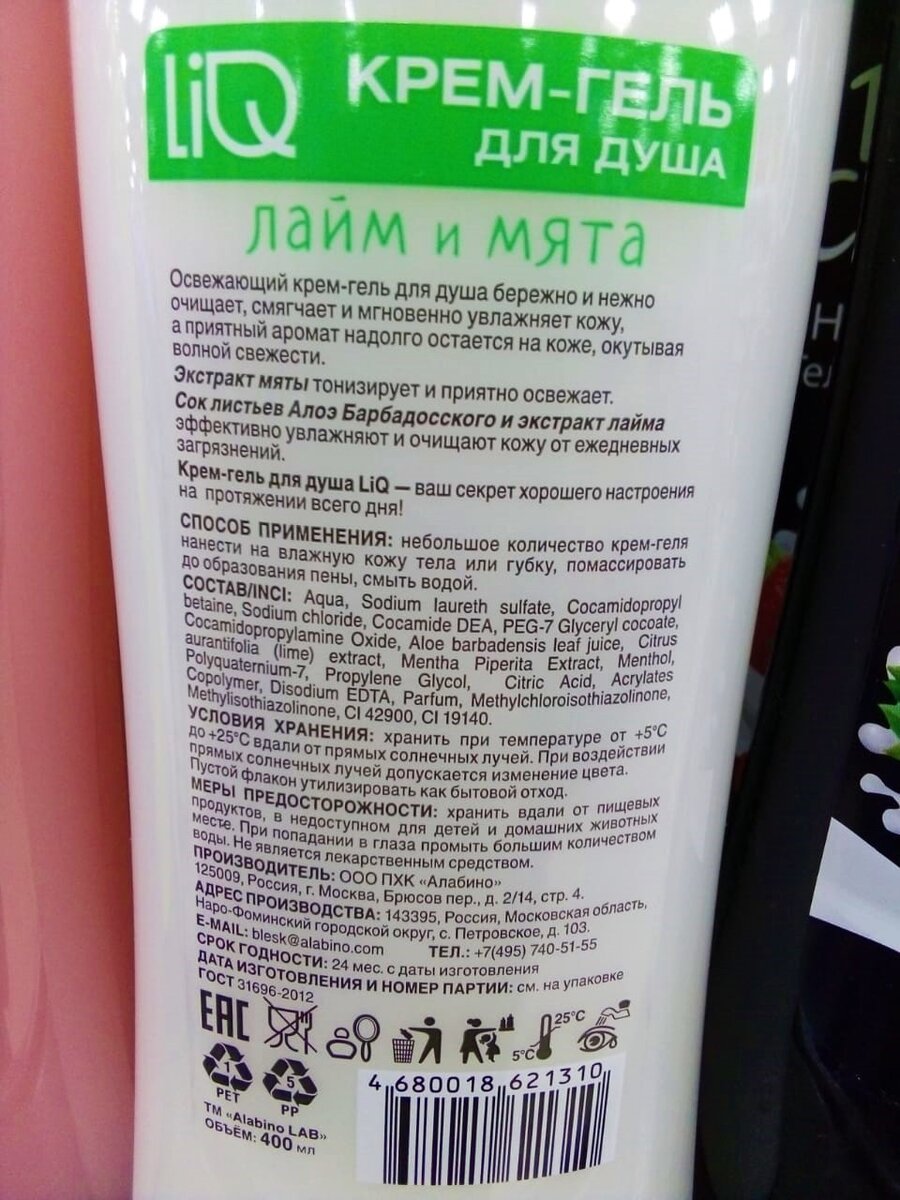 LiQ
КРЕМ-ГЕЛЬ
ДЛЯ ДУША
лайм и мята
Освежающий крем-гель для душа бережно и нежно
очищает, смягчает и мгновенно увлажняет кожу,
а приятный аромат надолго остается на коже, окутывая
волной свежести.
Экстракт мяты тонизирует и приятно освежает.
Сок листьев Алоэ Барбадосского и экстракт лайма
эффективно увлажняют и очищают кожу от ежедневных
загрязнений.
Крем-гель для душа LiQ — ваш секрет хорошего настроения
на протяжении всего дня!
СПОСОБ ПРИМЕНЕНИЯ: небольшое количество крем-геля
нанести на влажную кожу тела или губку, помассировать
до образования пены, смыть водой.
СОСТАВ/INCI: Aqua, Sodium laureth sulfate, Cocamidopropyl
betaine, Sodium chloride, Cocamide DEA, PEG-7 Glyceryl cocoate,
Cocamidopropylamine Oxide, Aloe barbadensis leaf juice, Citrus
aurantifolia (lime) extract, Mentha Piperita Extract, Menthol,
Polyquaternium-7, Propylene Glycol, Citric Acid, Acrylates
Copolymer, Disodium EDTA, Parfum, Methylchloroisothiazolinone,
Methylisothiazolinone, CI 42900, CI 19140.
УСЛОВИЯ ХРАНЕНИЯ: хранить при температуре от +5°С
до +25°С вдали от прямых солнечных лучей. При воздействии
прямых солнечных лучей допускается изменение цвета.
Пустой флакон утилизировать как бытовой отход.
МЕРЫ ПРЕДОСТОРОЖНОСТИ: хранить вдали от пищевых
продуктов, в недоступном для детей и домашних животных
месте. При попадании в глаза промыть большим количеством
воды. Не является лекарственным средством.
ПРОИЗВОДИТЕЛЬ: ООО ПХК «Алабино»
125009, Россия, г. Москва, Брюсов пер., д. 2/14, стр. 4.
АДРЕС ПРОИЗВОДСТВА: 143395, Россия, Московская область,
Наро-Фоминский городской округ, с. Петровское, д. 103.
E-MAIL: blesk@alabino.com ТЕЛ.: +7(495) 740-51-55
СРОК ГОДНОСТИ: 24 мес. с даты изготовления
ДАТА ИЗГОТОВЛЕНИЯ И НОМЕР ПАРТИИ: см. на упаковке
ГОСТ 31696-2012
EAC
5°C 25°C
1 5
PET PP
4 680018 621310
ТМ «Alabino LAB»
ОБЪЁМ: 400 мл